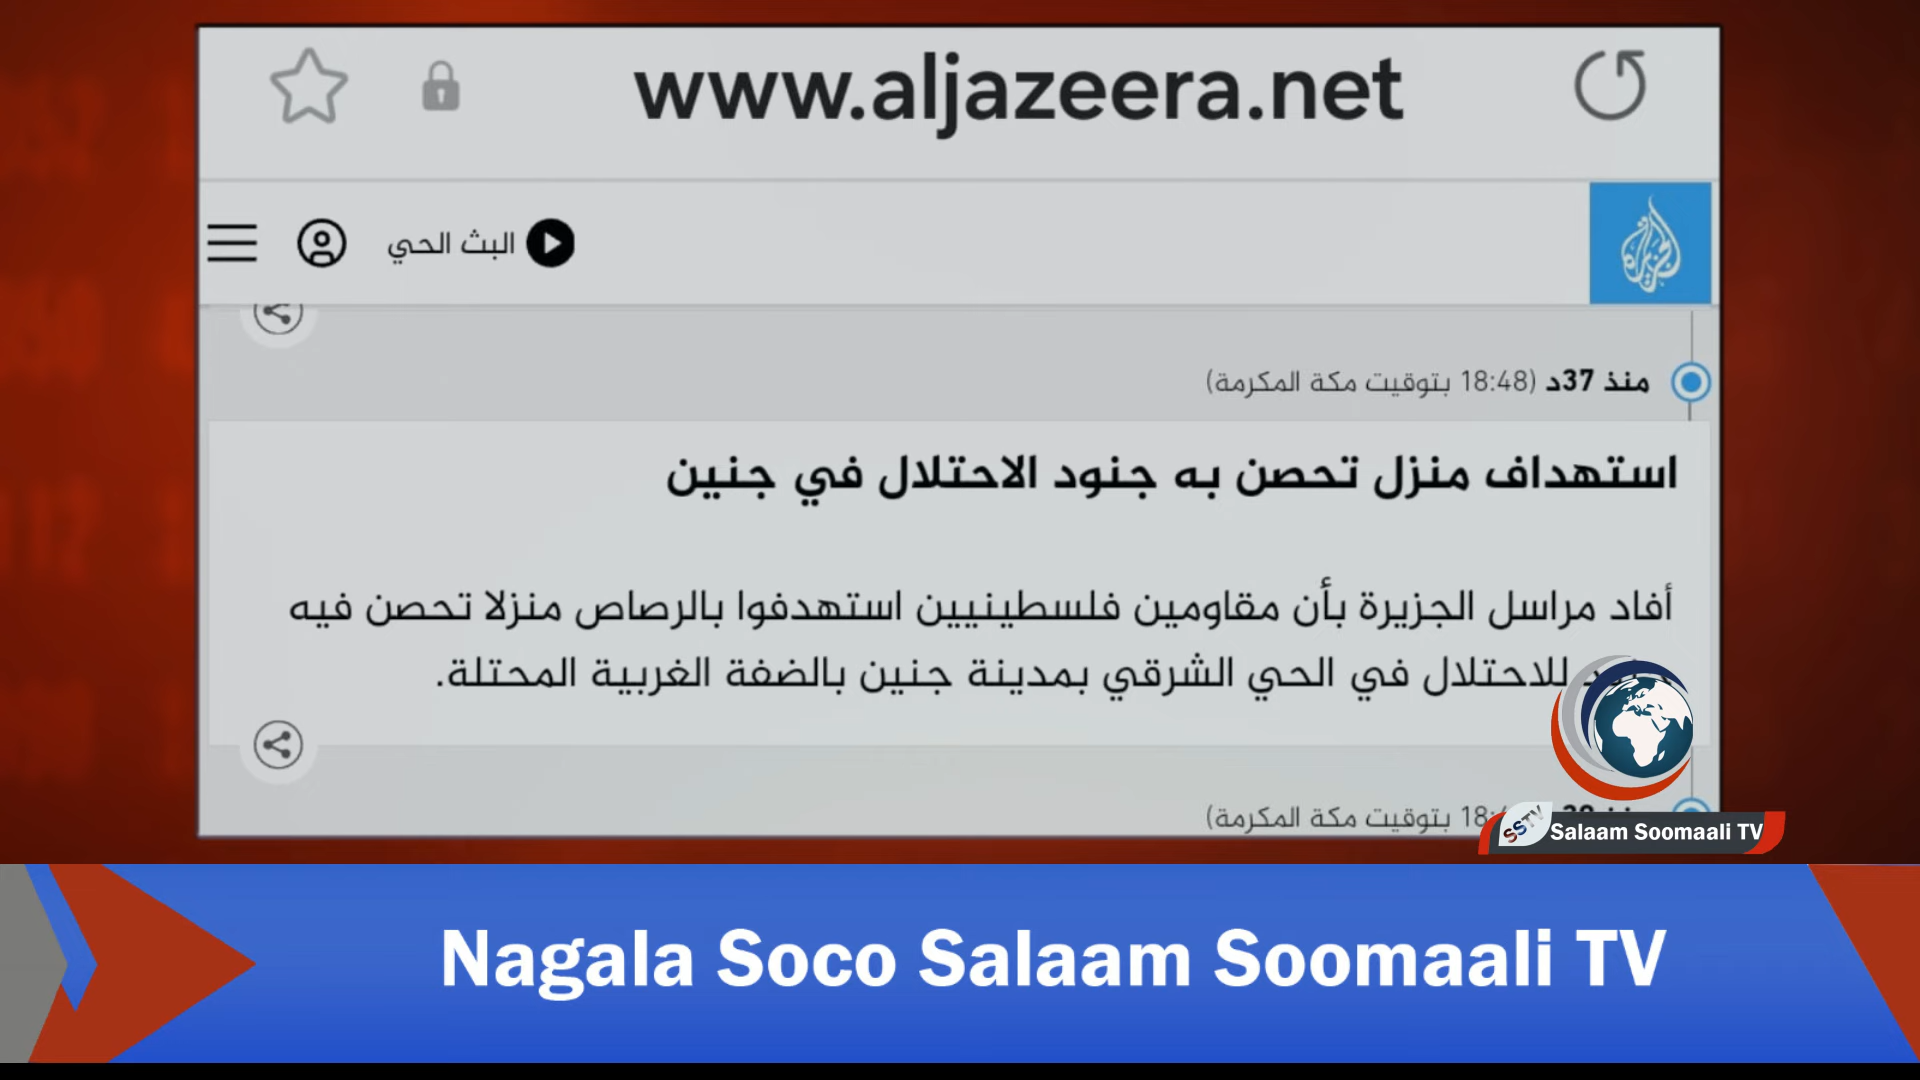 www.aljazeera.net
البث الحي
منذ 37د (18:48 بتوقيت مكة المكرمة)
استهداف منزل تحصن به جنود الاحتلال في جنين
أفاد مراسل الجزيرة بأن مقاومين فلسطينيين استهدفوا بالرصاص منزلا تحصن فيه
للاحتلال في الحي الشرقي بمدينة جنين بالضفة الغربية المحتلة.
بتوقيت مكة المكرمة)
SSTV
Salaam Soomaali TV
Nagala Soco Salaam Soomaali TV